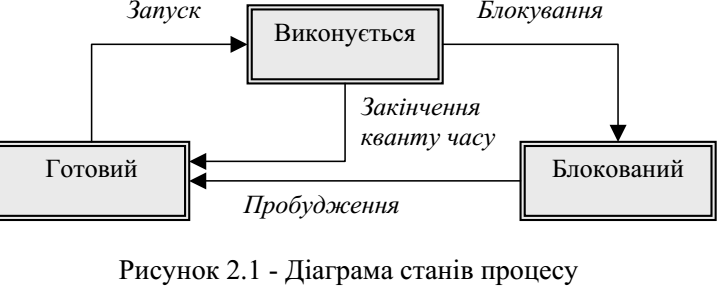 Запуск
Блокування
Виконується
Закінчення
кванту часу
Готовий
Блокований
Пробудження
Рисунок 2.1 - Діаграма станів процесу